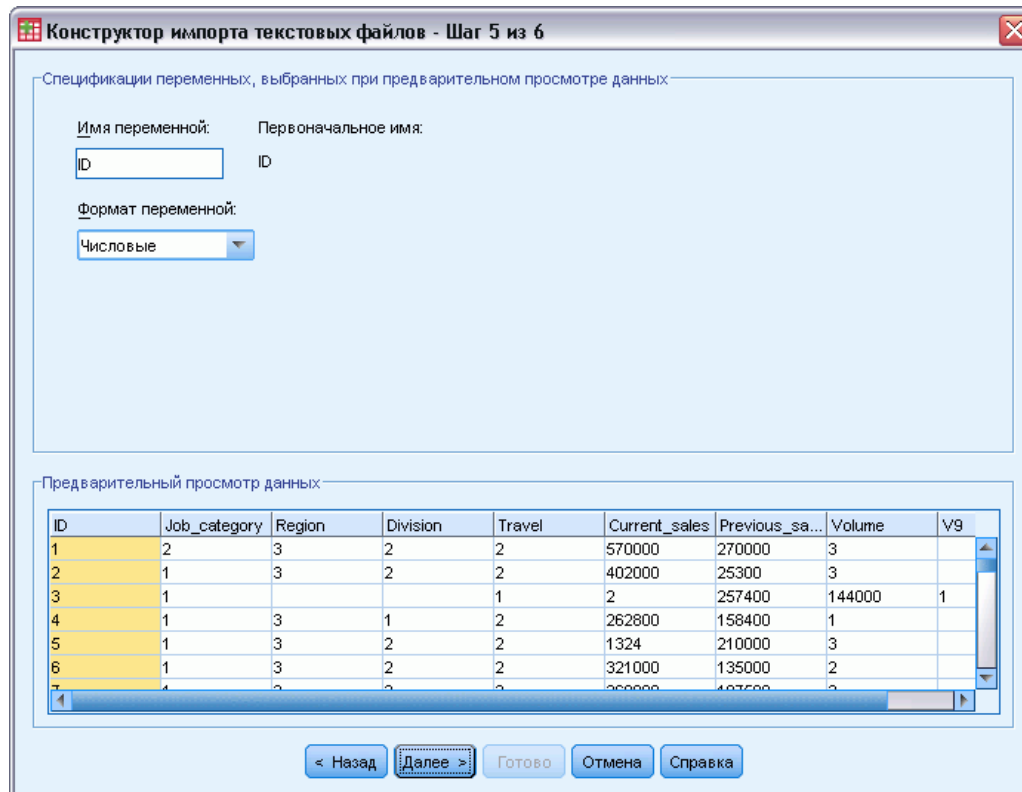 Конструктор импорта текстовых файлов - Шаг 5 из 6
Спецификации переменных, выбранных при предварительном просмотре данных
Имя переменной: Первоначальное имя:
ID ID
Формат переменной:
Числовые
Предварительный просмотр данных
ID Job_category Region Division Travel Current_sales Previous_sa... Volume V9
1 2 3 2 2 570000 270000 3
2 1 3 2 2 402000 25300 3
3 1 1 2 257400 144000 1
4 1 3 1 2 262800 158400 1
5 1 3 2 2 1324 210000 3
6 1 3 2 2 321000 135000 2
< Назад Далее > Готово Отмена Справка